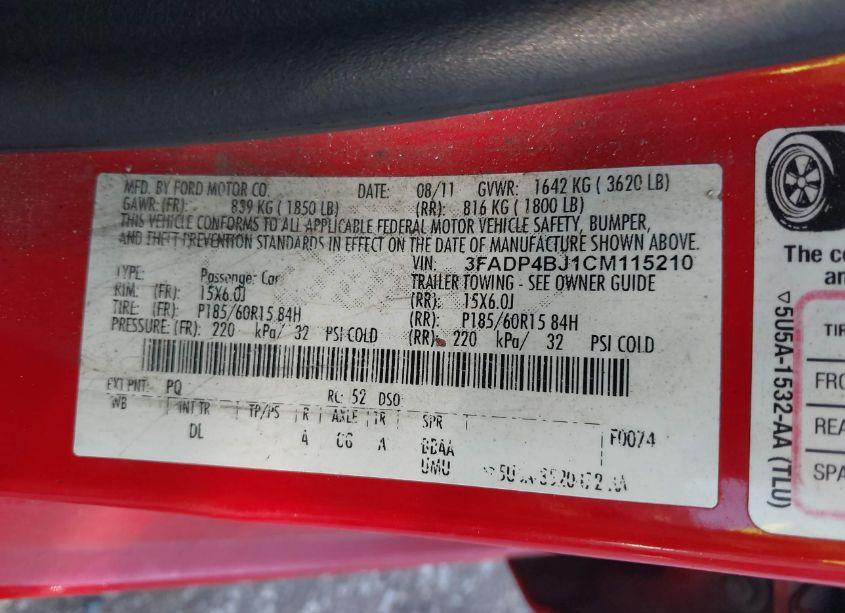 MFD. BY FORD MOTOR CO. DATE: 08/11 GVWR: 1642 KG ( 3620 LB)
GAWR: (FR): 839 KG ( 1850 LB) (RR): 816 KG ( 1800 LB)
THIS VEHICLE CONFORMS TO ALL APPLICABLE FEDERAL MOTOR VEHICLE SAFETY, BUMPER,
AND THEFT PREVENTION STANDARDS IN EFFECT ON THE DATE OF MANUFACTURE SHOWN ABOVE.
VIN: 3FADP4BJ1CM115210
TYPE: Passenger Car TRAILER TOWING - SEE OWNER GUIDE
RIM: (FR): 15X6.0J (RR): 15X6.0J
TIRE: (FR): P185/60R15 84H (RR): P185/60R15 84H
PRESSURE: (FR): 220 kPa/ 32 PSI COLD (RR): 220 kPa/ 32 PSI COLD
EXT PNT: PQ RC: 52 DSO:
WB INT TR TP/PS R AXLE TR SPR F0074
DL 4 C6 A BBAA
UMU
The co
an
TIR
FRO
REA
SPA
5U5A-1532-AA (TLU)